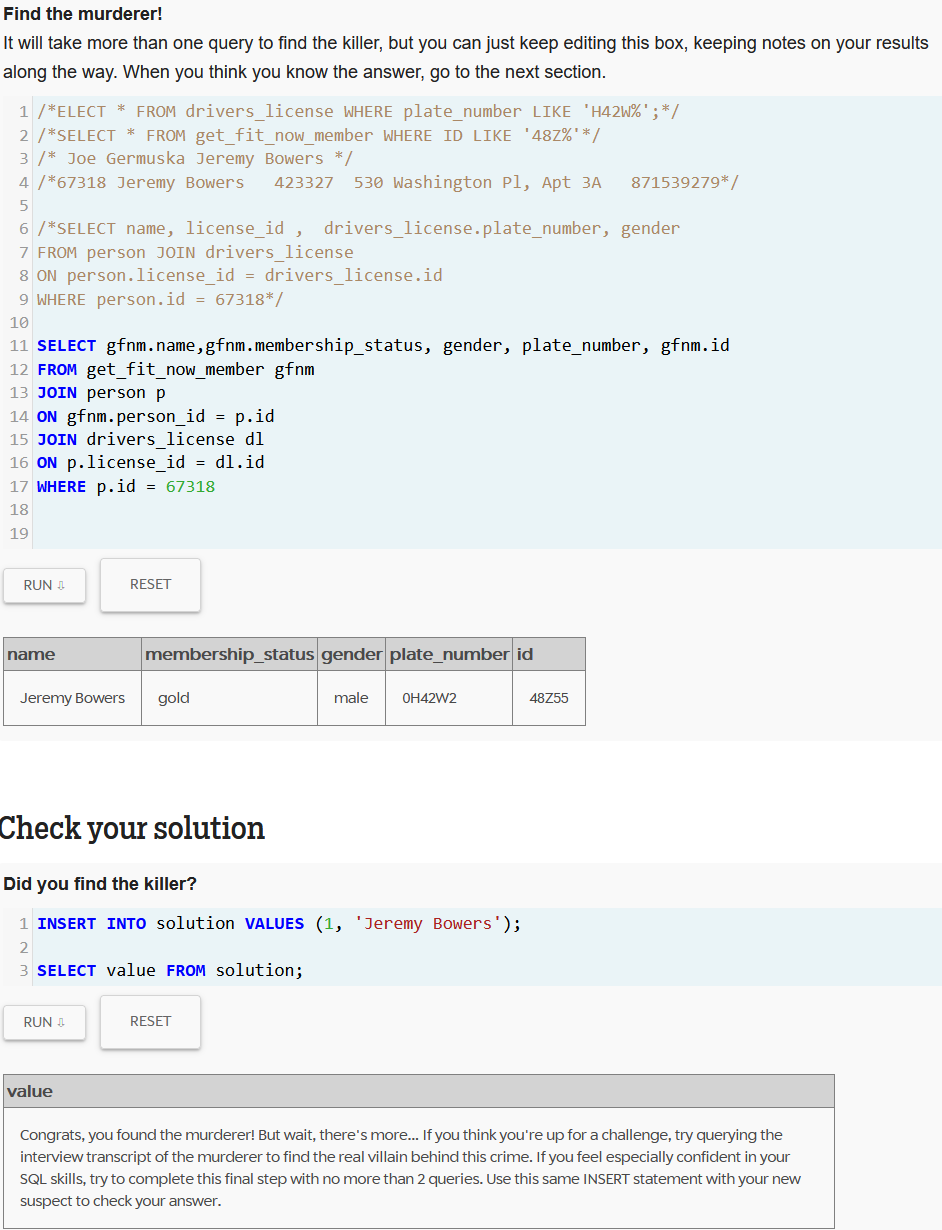 Find the murderer!
It will take more than one query to find the killer, but you can just keep editing this box, keeping notes on your results
along the way. When you think you know the answer, go to the next section.
1 /*ELECT * FROM drivers_license WHERE plate_number LIKE 'H42W%';*/
2 /*SELECT * FROM get_fit_now_member WHERE ID LIKE '48Z%'*/
3 /* Joe Germuska Jeremy Bowers */
4 /*67318 Jeremy Bowers   423327  530 Washington Pl, Apt 3A   871539279*/
5
6 /*SELECT name, license_id ,  drivers_license.plate_number, gender
7 FROM person JOIN drivers_license
8 ON person.license_id = drivers_license.id
9 WHERE person.id = 67318*/
10
11 SELECT gfnm.name,gfnm.membership_status, gender, plate_number, gfnm.id
12 FROM get_fit_now_member gfnm
13 JOIN person p
14 ON gfnm.person_id = p.id
15 JOIN drivers_license dl
16 ON p.license_id = dl.id
17 WHERE p.id = 67318
18
19
RUN ⇩ RESET
name membership_status gender plate_number id
Jeremy Bowers gold male 0H42W2 48Z55
Check your solution
Did you find the killer?
1 INSERT INTO solution VALUES (1, 'Jeremy Bowers');
2
3 SELECT value FROM solution;
RUN ⇩ RESET
value
Congrats, you found the murderer! But wait, there's more... If you think you're up for a challenge, try querying the
interview transcript of the murderer to find the real villain behind this crime. If you feel especially confident in your
SQL skills, try to complete this final step with no more than 2 queries. Use this same INSERT statement with your new
suspect to check your answer.